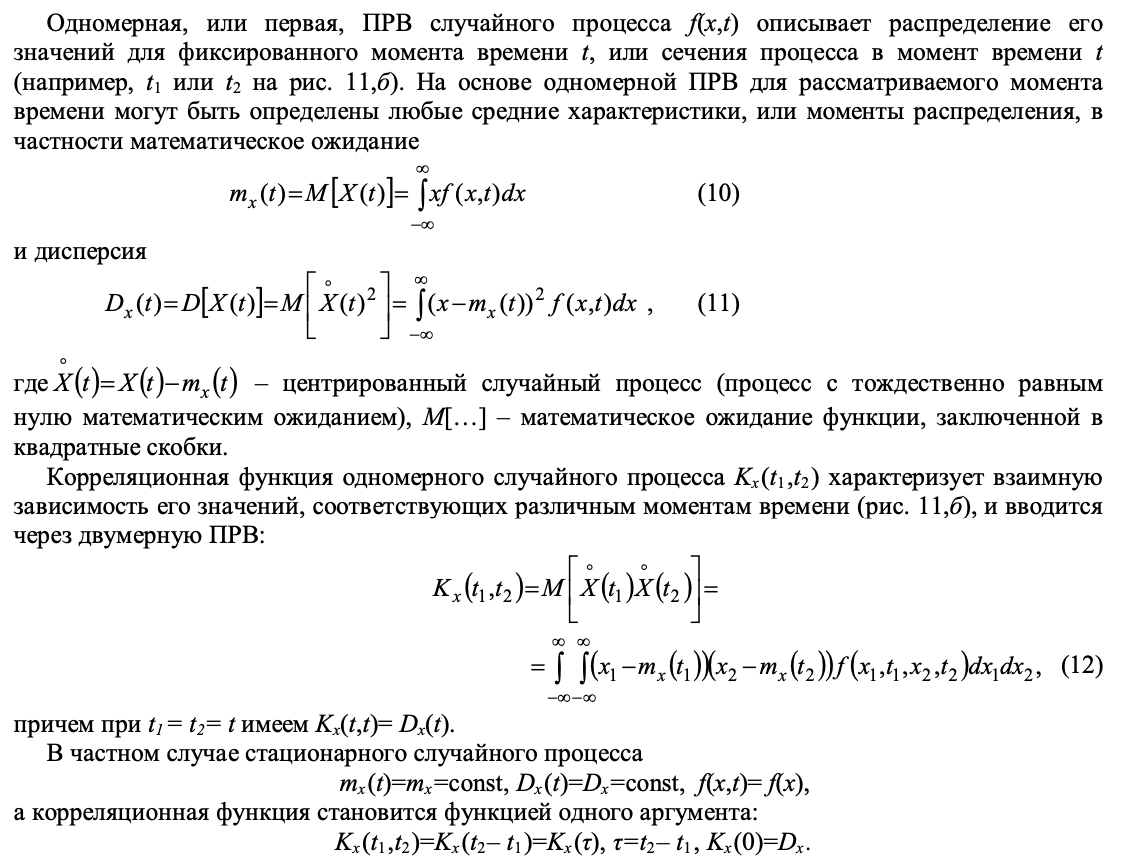 Одномерная, или первая, ПРВ случайного процесса f(x,t) описывает распределение его
значений для фиксированного момента времени t, или сечения процесса в момент времени t
(например, t₁ или t₂ на рис. 11,б). На основе одномерной ПРВ для рассматриваемого момента
времени могут быть определены любые средние характеристики, или моменты распределения, в
частности математическое ожидание
mₓ(t)=M[X(t)]= ∫_{−∞}^{∞} xf(x,t)dx (10)
и дисперсия
Dₓ(t)=D[X(t)]=M[X̊(t)²]= ∫_{−∞}^{∞} (x−mₓ(t))² f(x,t)dx , (11)
где X̊(t)=X(t)−mₓ(t) – центрированный случайный процесс (процесс с тождественно равным
нулю математическим ожиданием), M[…] – математическое ожидание функции, заключенной в
квадратные скобки.
Корреляционная функция одномерного случайного процесса Kₓ(t₁,t₂) характеризует взаимную
зависимость его значений, соответствующих различным моментам времени (рис. 11,б), и вводится
через двумерную ПРВ:
Kₓ(t₁,t₂)=M[X̊(t₁)X̊(t₂)]=
= ∫_{−∞}^{∞} ∫_{−∞}^{∞} (x₁−mₓ(t₁))(x₂−mₓ(t₂))f(x₁,t₁,x₂,t₂)dx₁dx₂, (12)
причем при t₁ = t₂= t имеем Kₓ(t,t)= Dₓ(t).
В частном случае стационарного случайного процесса
mₓ(t)=mₓ=const, Dₓ(t)=Dₓ=const, f(x,t)= f(x),
а корреляционная функция становится функцией одного аргумента:
Kₓ(t₁,t₂)=Kₓ(t₂– t₁)=Kₓ(τ), τ=t₂– t₁, Kₓ(0)=Dₓ.